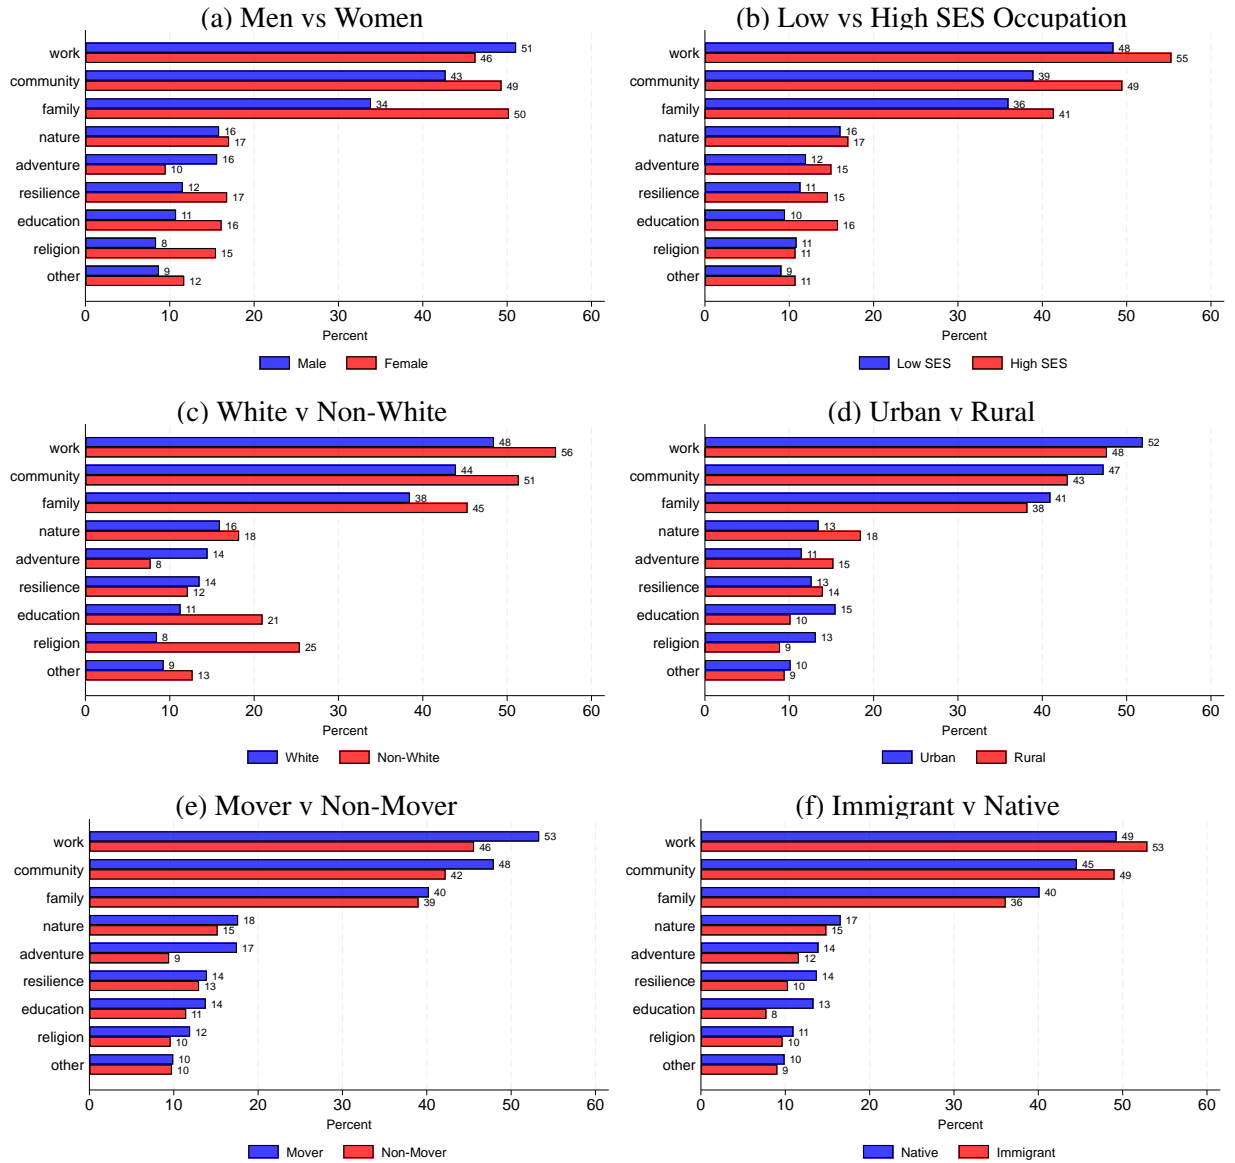 (a) Men vs Women
work 51
46
community 43
49
family 34
50
nature 16
17
adventure 16
10
resilience 12
17
education 11
16
religion 8
15
other 9
12
0 10 20 30 40 50 60
Percent
Male Female
(b) Low vs High SES Occupation
work 48
55
community 39
49
family 36
41
nature 16
17
adventure 12
15
resilience 11
15
education 10
16
religion 11
11
other 9
11
0 10 20 30 40 50 60
Percent
Low SES High SES
(c) White v Non-White
work 48
56
community 44
51
family 38
45
nature 16
18
adventure 14
8
resilience 14
12
education 11
21
religion 8
25
other 9
13
0 10 20 30 40 50 60
Percent
White Non-White
(d) Urban v Rural
work 52
48
community 47
43
family 41
38
nature 13
18
adventure 11
15
resilience 13
14
education 15
10
religion 13
9
other 10
9
0 10 20 30 40 50 60
Percent
Urban Rural
(e) Mover v Non-Mover
work 53
46
community 48
42
family 40
39
nature 18
15
adventure 17
9
resilience 14
13
education 14
11
religion 12
10
other 10
10
0 10 20 30 40 50 60
Percent
Mover Non-Mover
(f) Immigrant v Native
work 49
53
community 45
49
family 40
36
nature 17
15
adventure 14
12
resilience 14
10
education 13
8
religion 11
10
other 10
9
0 10 20 30 40 50 60
Percent
Native Immigrant